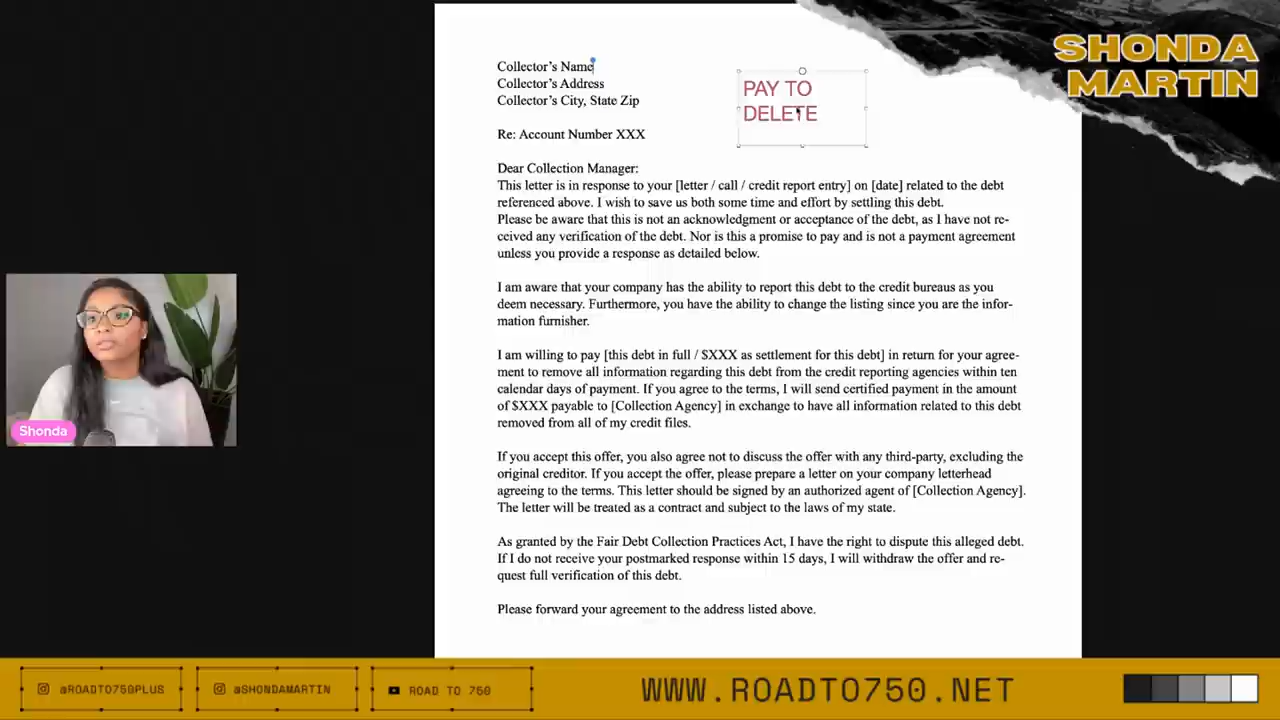 SHONDA
MARTIN
Collector's Name
Collector's Address
Collector's City, State Zip
PAY TO
DELETE
Re: Account Number XXX
Dear Collection Manager:
This letter is in response to your [letter / call / credit report entry] on [date] related to the debt
referenced above. I wish to save us both some time and effort by settling this debt.
Please be aware that this is not an acknowledgment or acceptance of the debt, as I have not re-
ceived any verification of the debt. Nor is this a promise to pay and is not a payment agreement
unless you provide a response as detailed below.
I am aware that your company has the ability to report this debt to the credit bureaus as you
deem necessary. Furthermore, you have the ability to change the listing since you are the infor-
mation furnisher.
I am willing to pay [this debt in full / $XXX as settlement for this debt] in return for your agree-
ment to remove all information regarding this debt from the credit reporting agencies within ten
calendar days of payment. If you agree to the terms, I will send certified payment in the amount
of $XXX payable to [Collection Agency] in exchange to have all information related to this debt
removed from all of my credit files.
If you accept this offer, you also agree not to discuss the offer with any third-party, excluding the
original creditor. If you accept the offer, please prepare a letter on your company letterhead
agreeing to the terms. This letter should be signed by an authorized agent of [Collection Agency].
The letter will be treated as a contract and subject to the laws of my state.
As granted by the Fair Debt Collection Practices Act, I have the right to dispute this alleged debt.
If I do not receive your postmarked response within 15 days, I will withdraw the offer and re-
quest full verification of this debt.
Please forward your agreement to the address listed above.
Shonda
@ROADTO750PLUS
@SHONDAMARTIN
ROAD TO 750
WWW.ROADTO750.NET